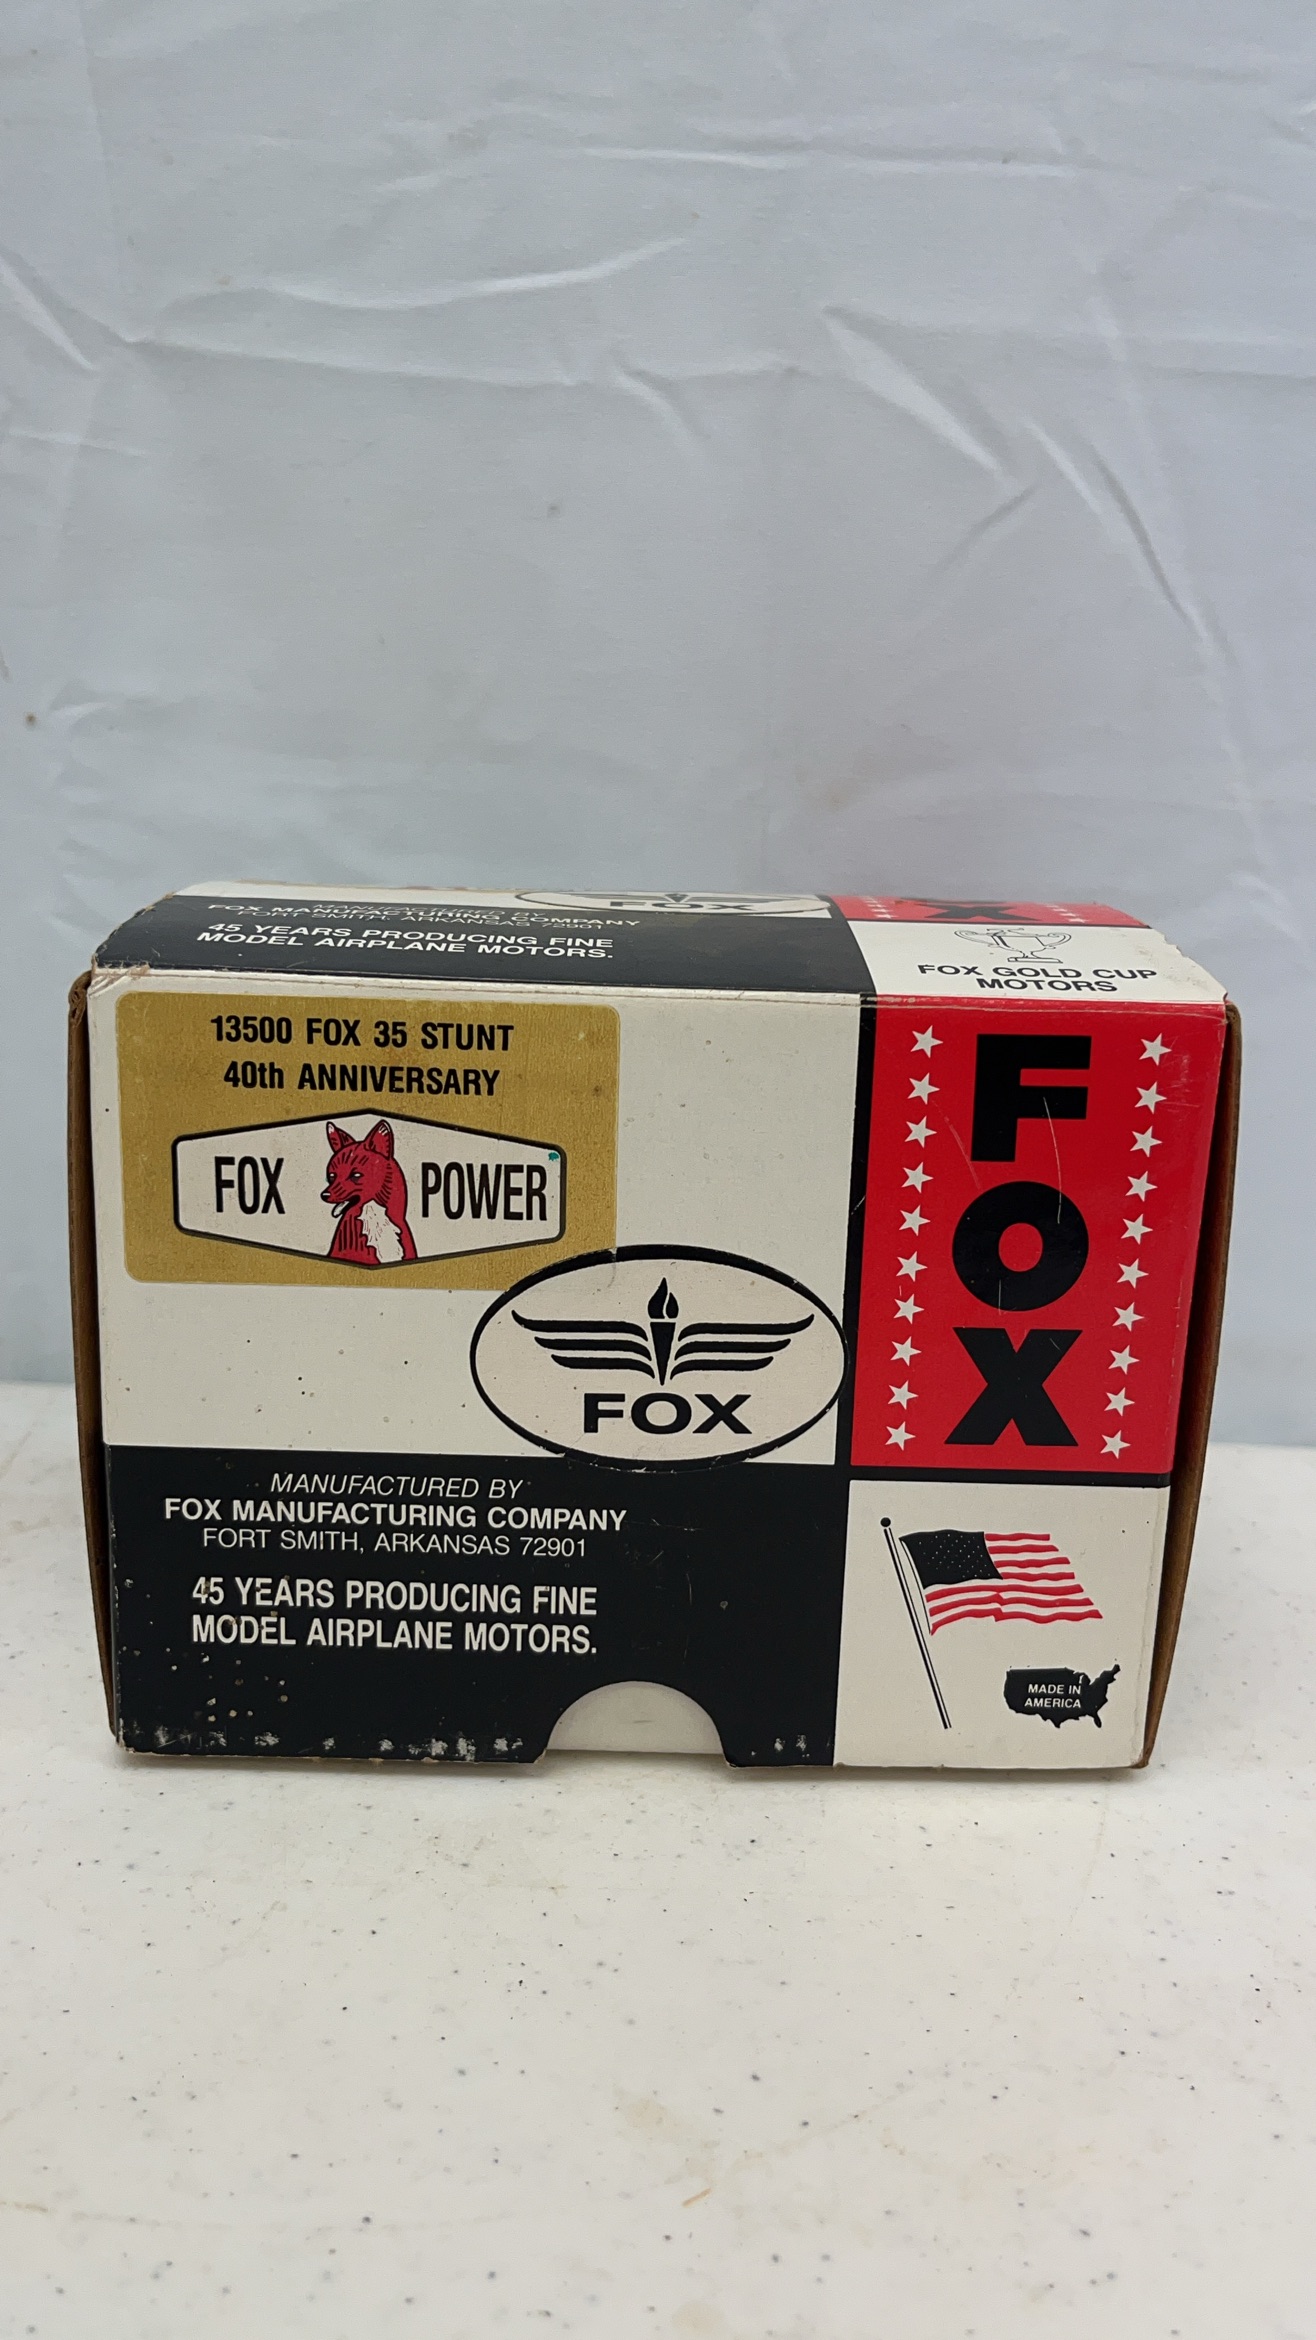 MANUFACTURED BY
FOX MANUFACTURING COMPANY
FORT SMITH, ARKANSAS 72901
45 YEARS PRODUCING FINE
MODEL AIRPLANE MOTORS.
FOX
FOX GOLD CUP
MOTORS
13500 FOX 35 STUNT
40th ANNIVERSARY
FOX POWER
FOX
FOX
MANUFACTURED BY
FOX MANUFACTURING COMPANY
FORT SMITH, ARKANSAS 72901
45 YEARS PRODUCING FINE
MODEL AIRPLANE MOTORS.
MADE IN
AMERICA